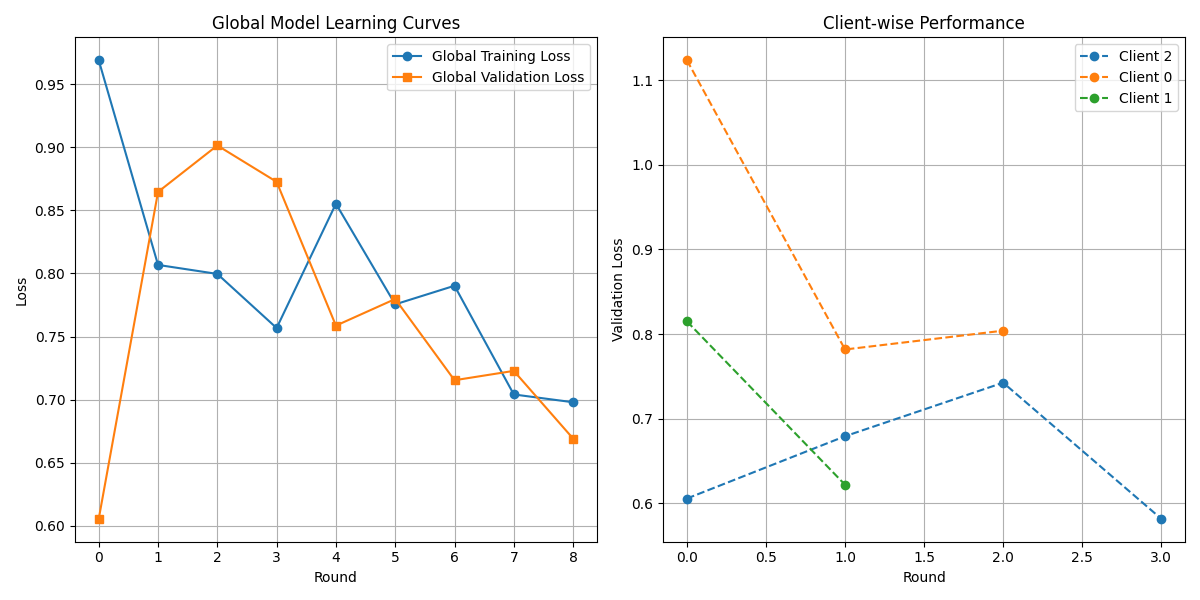 Global Model Learning Curves
Global Training Loss
Global Validation Loss
Loss
0.95
0.90
0.85
0.80
0.75
0.70
0.65
0.60
0 1 2 3 4 5 6 7 8
Round
Client-wise Performance
Client 2
Client 0
Client 1
Validation Loss
1.1
1.0
0.9
0.8
0.7
0.6
0.0 0.5 1.0 1.5 2.0 2.5 3.0
Round